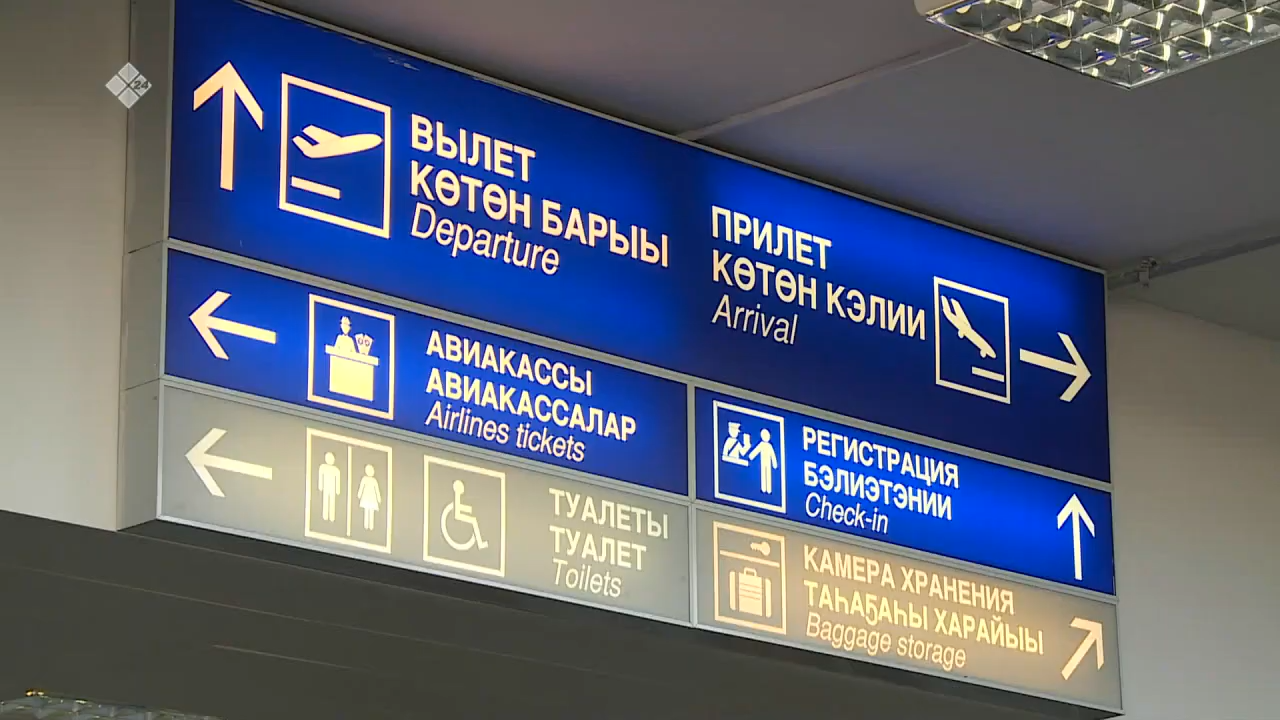 24
ВЫЛЕТ
КӨТӨН БАРЫЫ
Departure
ПРИЛЕТ
КӨТӨН КЭЛИИ
Arrival
АВИАКАССЫ
АВИАКАССАЛАР
Airlines tickets
РЕГИСТРАЦИЯ
БЭЛИЭТЭНИИ
Check-in
ТУАЛЕТЫ
ТУАЛЕТ
Toilets
КАМЕРА ХРАНЕНИЯ
ТАҺАҔАҺЫ ХАРАЙЫЫ
Baggage storage